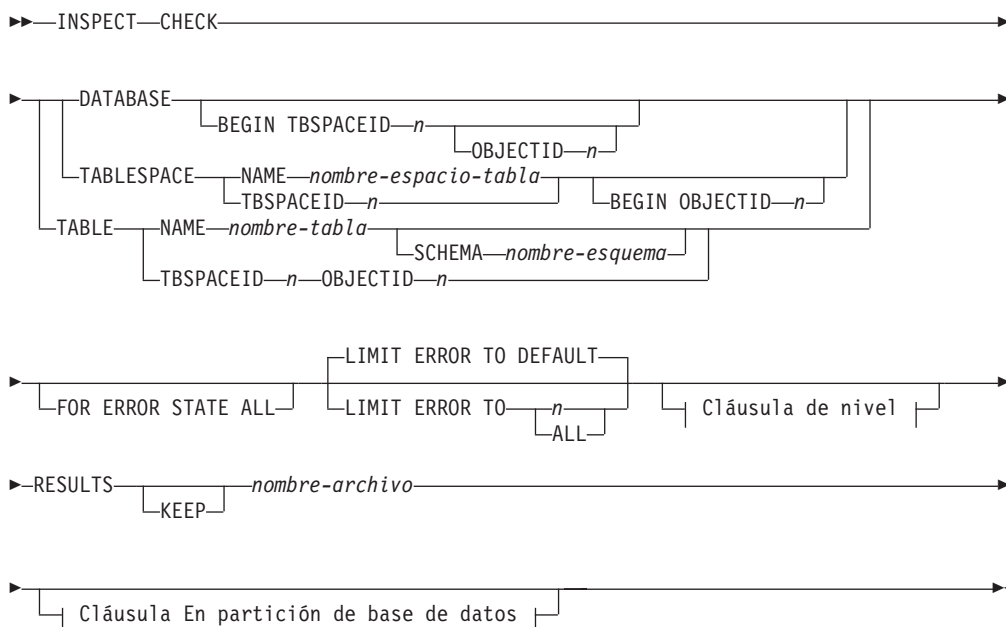 INSPECT CHECK
DATABASE
BEGIN TBSPACEID n
OBJECTID n
TABLESPACE NAME nombre-espacio-tabla
TBSPACEID n
BEGIN OBJECTID n
TABLE NAME nombre-tabla
SCHEMA nombre-esquema
TBSPACEID n OBJECTID n
LIMIT ERROR TO DEFAULT
FOR ERROR STATE ALL
LIMIT ERROR TO n
ALL
Cláusula de nivel
RESULTS nombre-archivo
KEEP
Cláusula En partición de base de datos